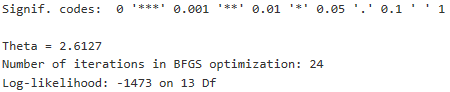 Signif. codes:  0 '***' 0.001 '**' 0.01 '*' 0.05 '.' 0.1 ' ' 1
Theta = 2.6127
Number of iterations in BFGS optimization: 24
Log-likelihood: -1473 on 13 Df